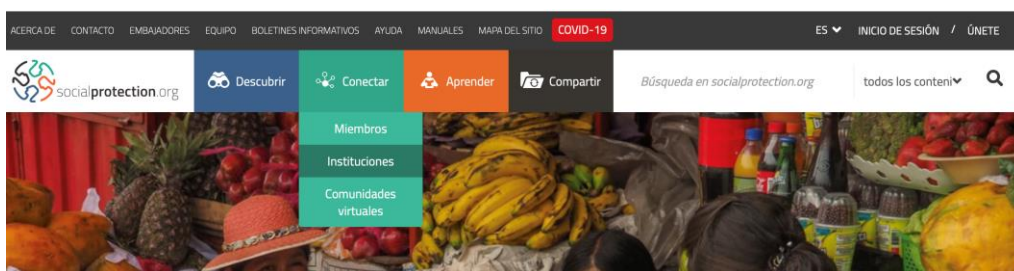 ACERCA DE CONTACTO EMBAJADORES EQUIPO BOLETINES INFORMATIVOS AYUDA MANUALES MAPA DEL SITIO COVID-19 ES INICIO DE SESIÓN / ÚNETE
socialprotection.org Descubrir Conectar Aprender Compartir Búsqueda en socialprotection.org todos los conteni
Miembros
Instituciones
Comunidades
virtuales